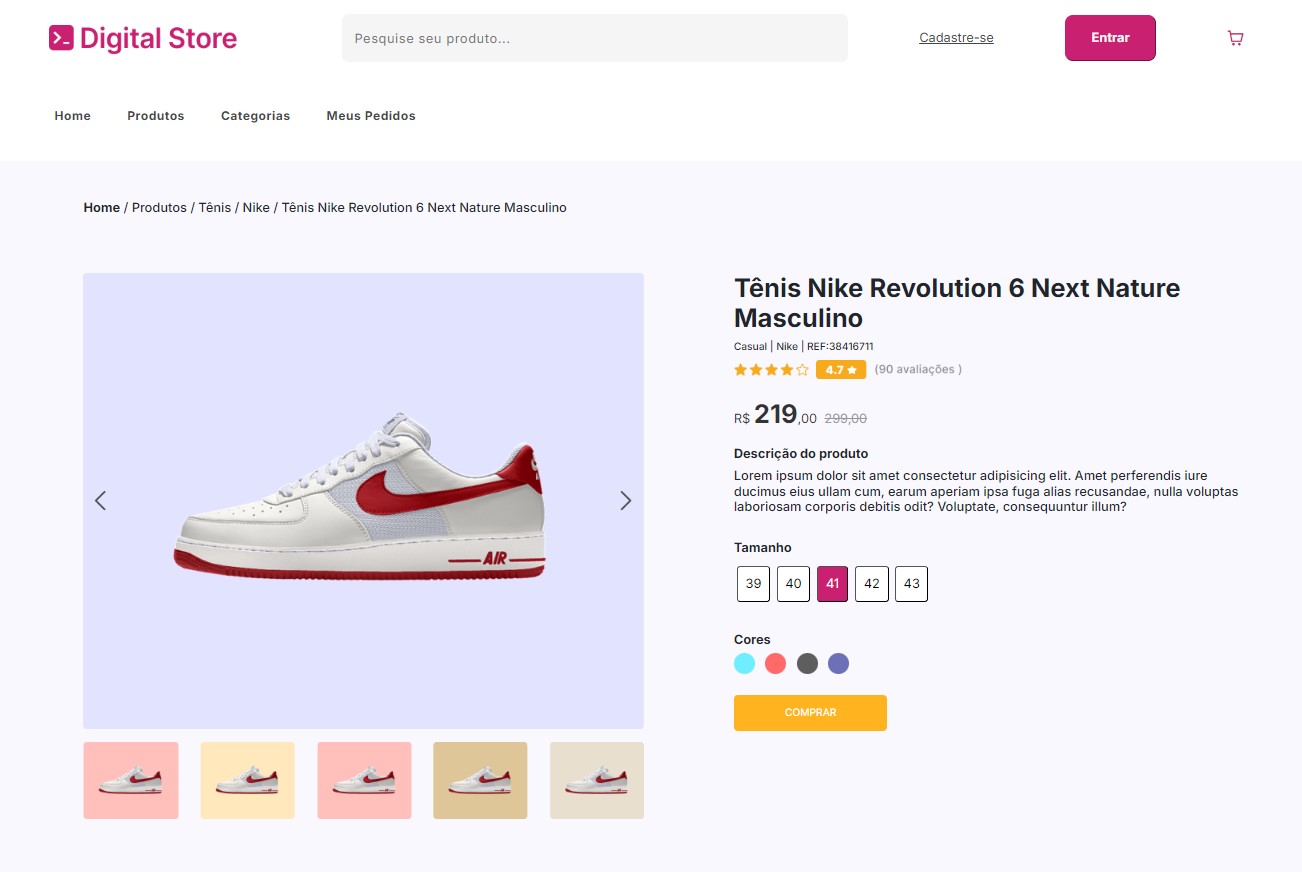 Digital Store
Pesquise seu produto...
Cadastre-se
Entrar
Home Produtos Categorias Meus Pedidos
Home / Produtos / Tênis / Nike / Tênis Nike Revolution 6 Next Nature Masculino
Tênis Nike Revolution 6 Next Nature
Masculino
Casual | Nike | REF:38416711
4.7 (90 avaliações )
R$ 219,00 299,00
Descrição do produto
Lorem ipsum dolor sit amet consectetur adipisicing elit. Amet perferendis iure
ducimus eius ullam cum, earum aperiam ipsa fuga alias recusandae, nulla voluptas
laboriosam corporis debitis odit? Voluptate, consequuntur illum?
AIR
Tamanho
39 40 41 42 43
Cores
COMPRAR